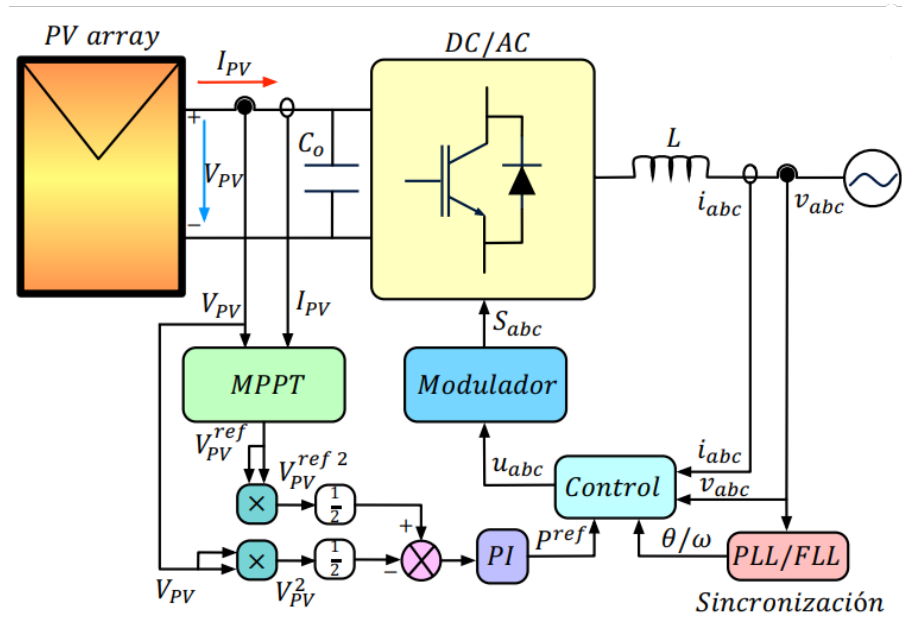 PV array
DC/AC
I_PV
+
C_o
V_PV
−
L
i_abc
v_abc
V_PV
I_PV
S_abc
MPPT
Modulador
V_PV^ref
V_PV^ref 2
u_abc
i_abc
Control
v_abc
×
1/2
+
P^ref
θ/ω
PLL/FLL
×
1/2
−
PI
V_PV
V_PV^2
Sincronización